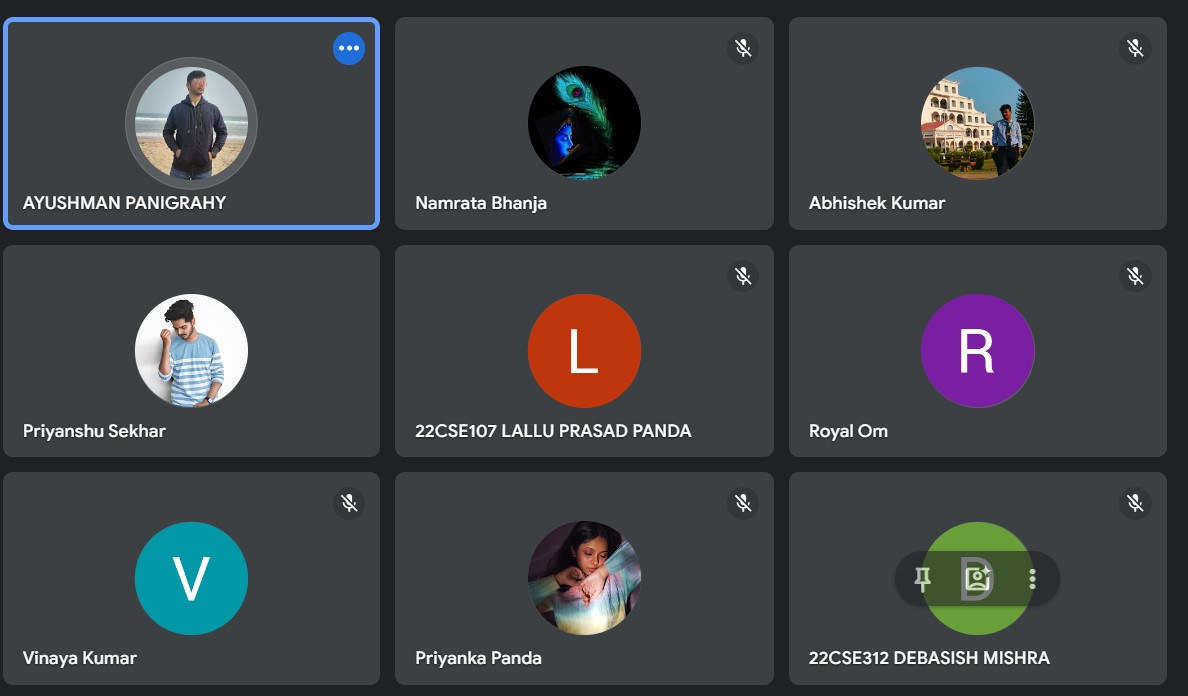 AYUSHMAN PANIGRAHY
Namrata Bhanja
Abhishek Kumar
Priyanshu Sekhar
L
22CSE107 LALLU PRASAD PANDA
R
Royal Om
V
Vinaya Kumar
Priyanka Panda
D
22CSE312 DEBASISH MISHRA